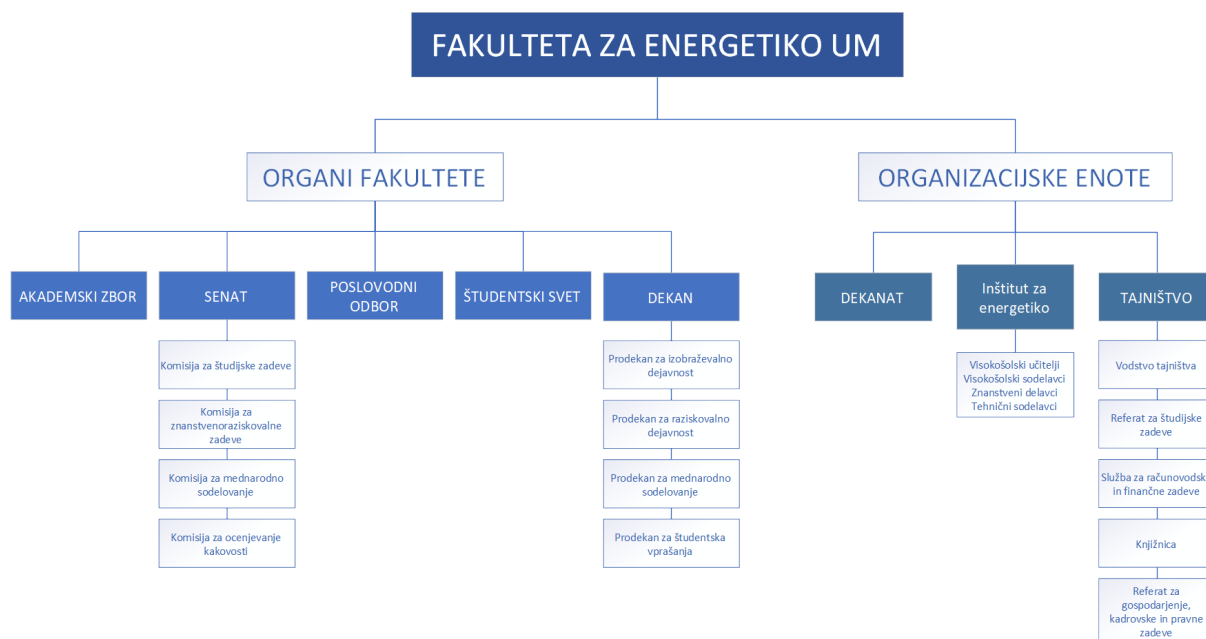 FAKULTETA ZA ENERGETIKO UM
ORGANI FAKULTETE
ORGANIZACIJSKE ENOTE
AKADEMSKI ZBOR
SENAT
POSLOVODNI
ODBOR
ŠTUDENTSKI SVET
DEKAN
DEKANAT
Inštitut za
energetiko
TAJNIŠTVO
Komisija za študijske zadeve
Komisija za
znanstvenoraziskovalne
zadeve
Komisija za mednarodno
sodelovanje
Komisija za ocenjevanje
kakovosti
Prodekan za izobraževalno
dejavnost
Prodekan za raziskovalno
dejavnost
Prodekan za mednarodno
sodelovanje
Prodekan za študentska
vprašanja
Visokošolski učitelji
Visokošolski sodelavci
Znanstveni delavci
Tehnični sodelavci
Vodstvo tajništva
Referat za študijske
zadeve
Služba za računovodsk
in finančne zadeve
Knjižnica
Referat za
gospodarjenje,
kadrovske in pravne
zadeve